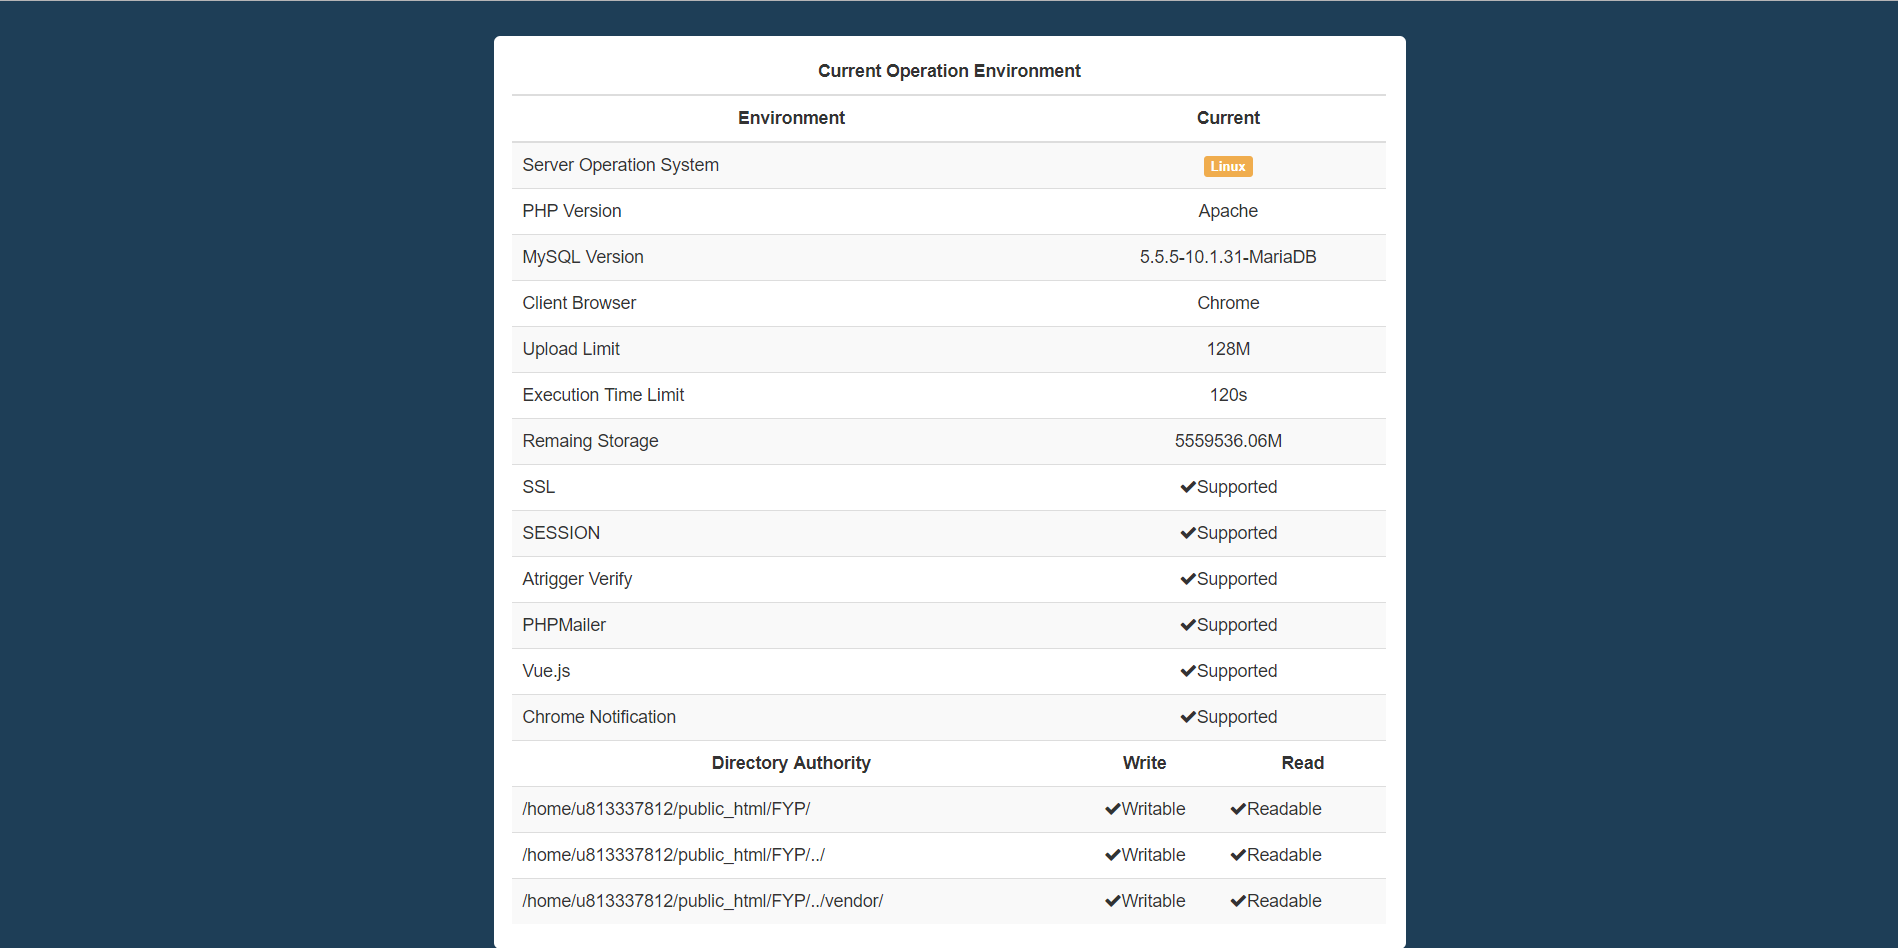 Current Operation Environment
Environment Current
Server Operation System Linux
PHP Version Apache
MySQL Version 5.5.5-10.1.31-MariaDB
Client Browser Chrome
Upload Limit 128M
Execution Time Limit 120s
Remaing Storage 5559536.06M
SSL ✔Supported
SESSION ✔Supported
Atrigger Verify ✔Supported
PHPMailer ✔Supported
Vue.js ✔Supported
Chrome Notification ✔Supported
Directory Authority Write Read
/home/u813337812/public_html/FYP/ ✔Writable ✔Readable
/home/u813337812/public_html/FYP/../ ✔Writable ✔Readable
/home/u813337812/public_html/FYP/../vendor/ ✔Writable ✔Readable